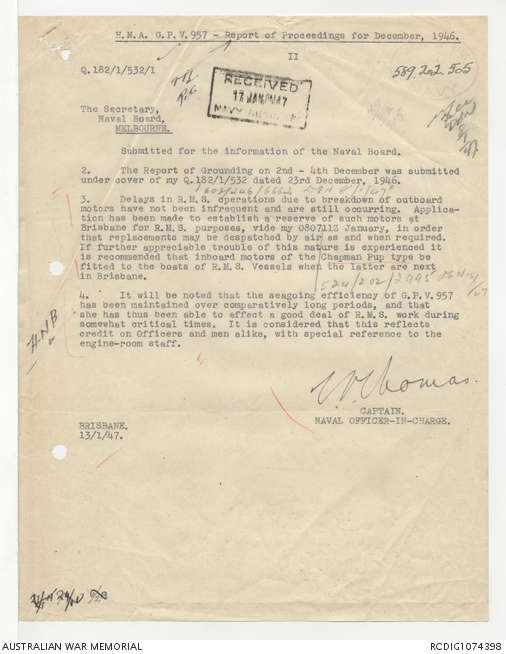 H.M.A. G.P.V. 957 - Report of Proceedings for December, 1946.
II
Q.182/1/532/1
589.202.505
RECEIVED
17 JAN 1947
NAVY
The Secretary,
Naval Board,
MELBOURNE.
Submitted for the information of the Naval Board.
2. The Report of Grounding on 2nd - 4th December was submitted
under cover of my Q.182/1/532 dated 23rd December, 1946.
3. Delays in R.M.S. operations due to breakdown of outboard
motors have not been infrequent and are still occurring. Applica-
tion has been made to establish a reserve of such motors at
Brisbane for R.M.S. purposes, vide my 080711Z January, in order
that replacements may be despatched by air as and when required.
If further appreciable trouble of this nature is experienced it
is recommended that inboard motors of the Chapman Pup type be
fitted to the boats of R.M.S. Vessels when the latter are next
in Brisbane.
524/202/2995
4. It will be noted that the seagoing efficiency of G.P.V. 957
has been maintained over comparatively long periods, and that
she has thus been able to effect a good deal of R.M.S. work during
somewhat critical times. It is considered that this reflects
credit on Officers and men alike, with special reference to the
engine-room staff.
H.N.B
CAPTAIN.
NAVAL OFFICER-IN-CHARGE.
BRISBANE.
13/1/47.
AUSTRALIAN WAR MEMORIAL
RCDIG1074398